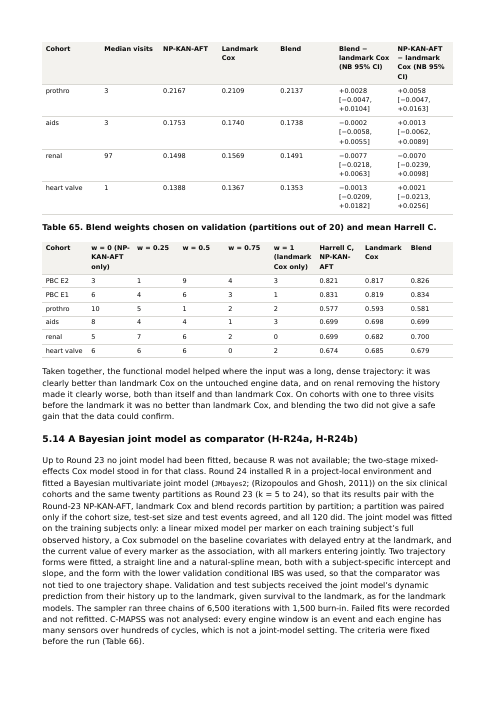 Cohort Median visits NP-KAN-AFT Landmark Cox Blend Blend − landmark Cox (NB 95% CI) NP-KAN-AFT − landmark Cox (NB 95% CI)
prothro 3 0.2167 0.2109 0.2137 +0.0028 [−0.0047, +0.0104] +0.0058 [−0.0047, +0.0163]
aids 3 0.1753 0.1740 0.1738 −0.0002 [−0.0058, +0.0055] +0.0013 [−0.0062, +0.0089]
renal 97 0.1498 0.1569 0.1491 −0.0077 [−0.0218, +0.0063] −0.0070 [−0.0239, +0.0098]
heart valve 1 0.1388 0.1367 0.1353 −0.0013 [−0.0209, +0.0182] +0.0021 [−0.0213, +0.0256]
Table 65. Blend weights chosen on validation (partitions out of 20) and mean Harrell C.
Cohort w = 0 (NP-KAN-AFT only) w = 0.25 w = 0.5 w = 0.75 w = 1 (landmark Cox only) Harrell C, NP-KAN-AFT Landmark Cox Blend
PBC E2 3 1 9 4 3 0.821 0.817 0.826
PBC E1 6 4 6 3 1 0.831 0.819 0.834
prothro 10 5 1 2 2 0.577 0.593 0.581
aids 8 4 4 1 3 0.699 0.698 0.699
renal 5 7 6 2 0 0.699 0.682 0.700
heart valve 6 6 6 0 2 0.674 0.685 0.679
Taken together, the functional model helped where the input was a long, dense trajectory: it was
clearly better than landmark Cox on the untouched engine data, and on renal removing the history
made it clearly worse, both than itself and than landmark Cox. On cohorts with one to three visits
before the landmark it was no better than landmark Cox, and blending the two did not give a safe
gain that the data could confirm.
5.14 A Bayesian joint model as comparator (H-R24a, H-R24b)
Up to Round 23 no joint model had been fitted, because R was not available; the two-stage mixed-
effects Cox model stood in for that class. Round 24 installed R in a project-local environment and
fitted a Bayesian multivariate joint model (JMbayes2; (Rizopoulos and Ghosh, 2011)) on the six clinical
cohorts and the same twenty partitions as Round 23 (k = 5 to 24), so that its results pair with the
Round-23 NP-KAN-AFT, landmark Cox and blend records partition by partition; a partition was paired
only if the cohort size, test-set size and test events agreed, and all 120 did. The joint model was fitted
on the training subjects only: a linear mixed model per marker on each training subject's full
observed history, a Cox submodel on the baseline covariates with delayed entry at the landmark, and
the current value of every marker as the association, with all markers entering jointly. Two trajectory
forms were fitted, a straight line and a natural-spline mean, both with a subject-specific intercept and
slope, and the form with the lower validation conditional IBS was used, so that the comparator was
not tied to one trajectory shape. Validation and test subjects received the joint model's dynamic
prediction from their history up to the landmark, given survival to the landmark, as for the landmark
models. The sampler ran three chains of 6,500 iterations with 1,500 burn-in. Failed fits were recorded
and not refitted. C-MAPSS was not analysed: every engine window is an event and each engine has
many sensors over hundreds of cycles, which is not a joint-model setting. The criteria were fixed
before the run (Table 66).